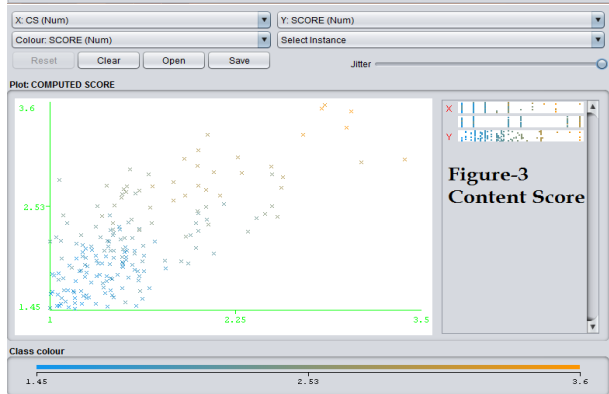 X: CS (Num) Y: SCORE (Num)
Colour: SCORE (Num) Select Instance
Reset Clear Open Save Jitter
Plot: COMPUTED SCORE
3.6
2.53
1.45
1 2.25 3.5
X
Y
Figure-3
Content Score
Class colour
1.45 2.53 3.6